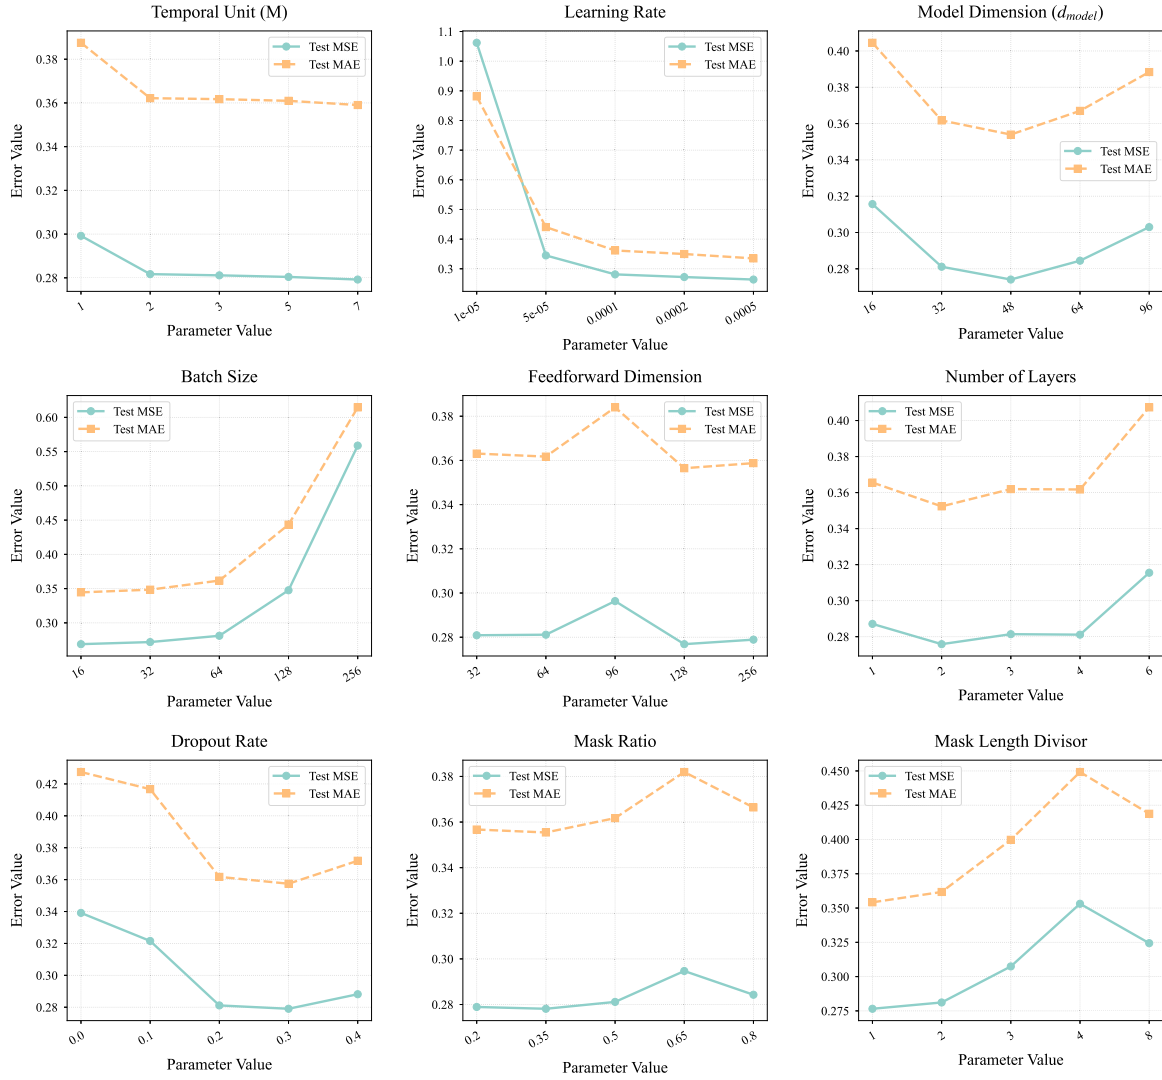 Temporal Unit (M)
Error Value
0.38
0.36
0.34
0.32
0.30
0.28
Test MSE
Test MAE
1
2
3
5
7
Parameter Value
Learning Rate
Error Value
1.1
1.0
0.9
0.8
0.7
0.6
0.5
0.4
0.3
Test MSE
Test MAE
1e-05
5e-05
0.0001
0.0002
0.0005
Parameter Value
Model Dimension (d_model)
Error Value
0.40
0.38
0.36
0.34
0.32
0.30
0.28
Test MSE
Test MAE
16
32
48
64
96
Parameter Value
Batch Size
Error Value
0.60
0.55
0.50
0.45
0.40
0.35
0.30
Test MSE
Test MAE
16
32
64
128
256
Parameter Value
Feedforward Dimension
Error Value
0.38
0.36
0.34
0.32
0.30
0.28
Test MSE
Test MAE
32
64
96
128
256
Parameter Value
Number of Layers
Error Value
0.40
0.38
0.36
0.34
0.32
0.30
0.28
Test MSE
Test MAE
1
2
3
4
6
Parameter Value
Dropout Rate
Error Value
0.42
0.40
0.38
0.36
0.34
0.32
0.30
0.28
Test MSE
Test MAE
0.0
0.1
0.2
0.3
0.4
Parameter Value
Mask Ratio
Error Value
0.38
0.36
0.34
0.32
0.30
0.28
Test MSE
Test MAE
0.2
0.35
0.5
0.65
0.8
Parameter Value
Mask Length Divisor
Error Value
0.450
0.425
0.400
0.375
0.350
0.325
0.300
0.275
Test MSE
Test MAE
1
2
3
4
8
Parameter Value